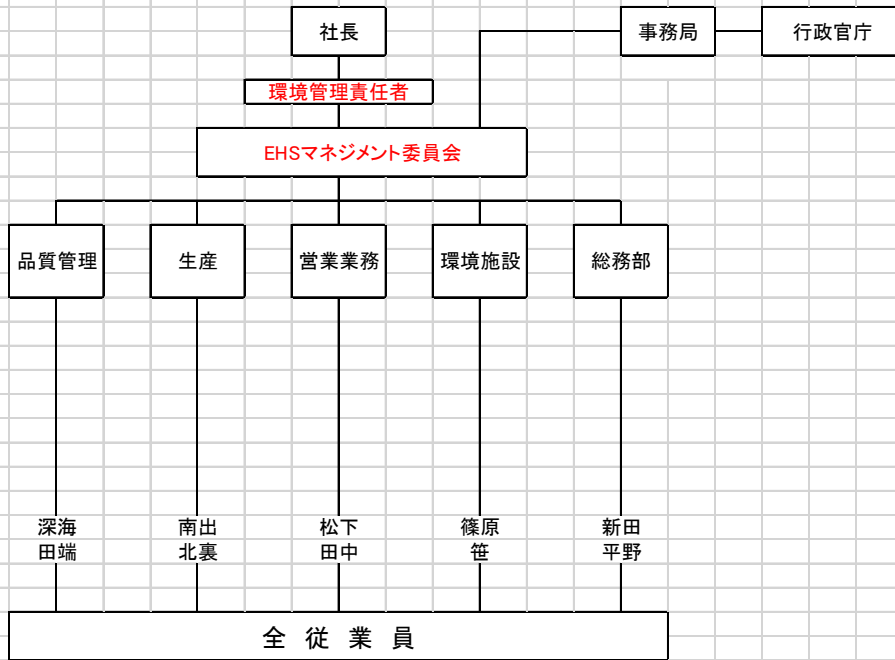 社長
事務局
行政官庁
環境管理責任者
EHSマネジメント委員会
品質管理
生産
営業業務
環境施設
総務部
深海
田端
南出
北裏
松下
田中
篠原
笹
新田
平野
全 従 業 員